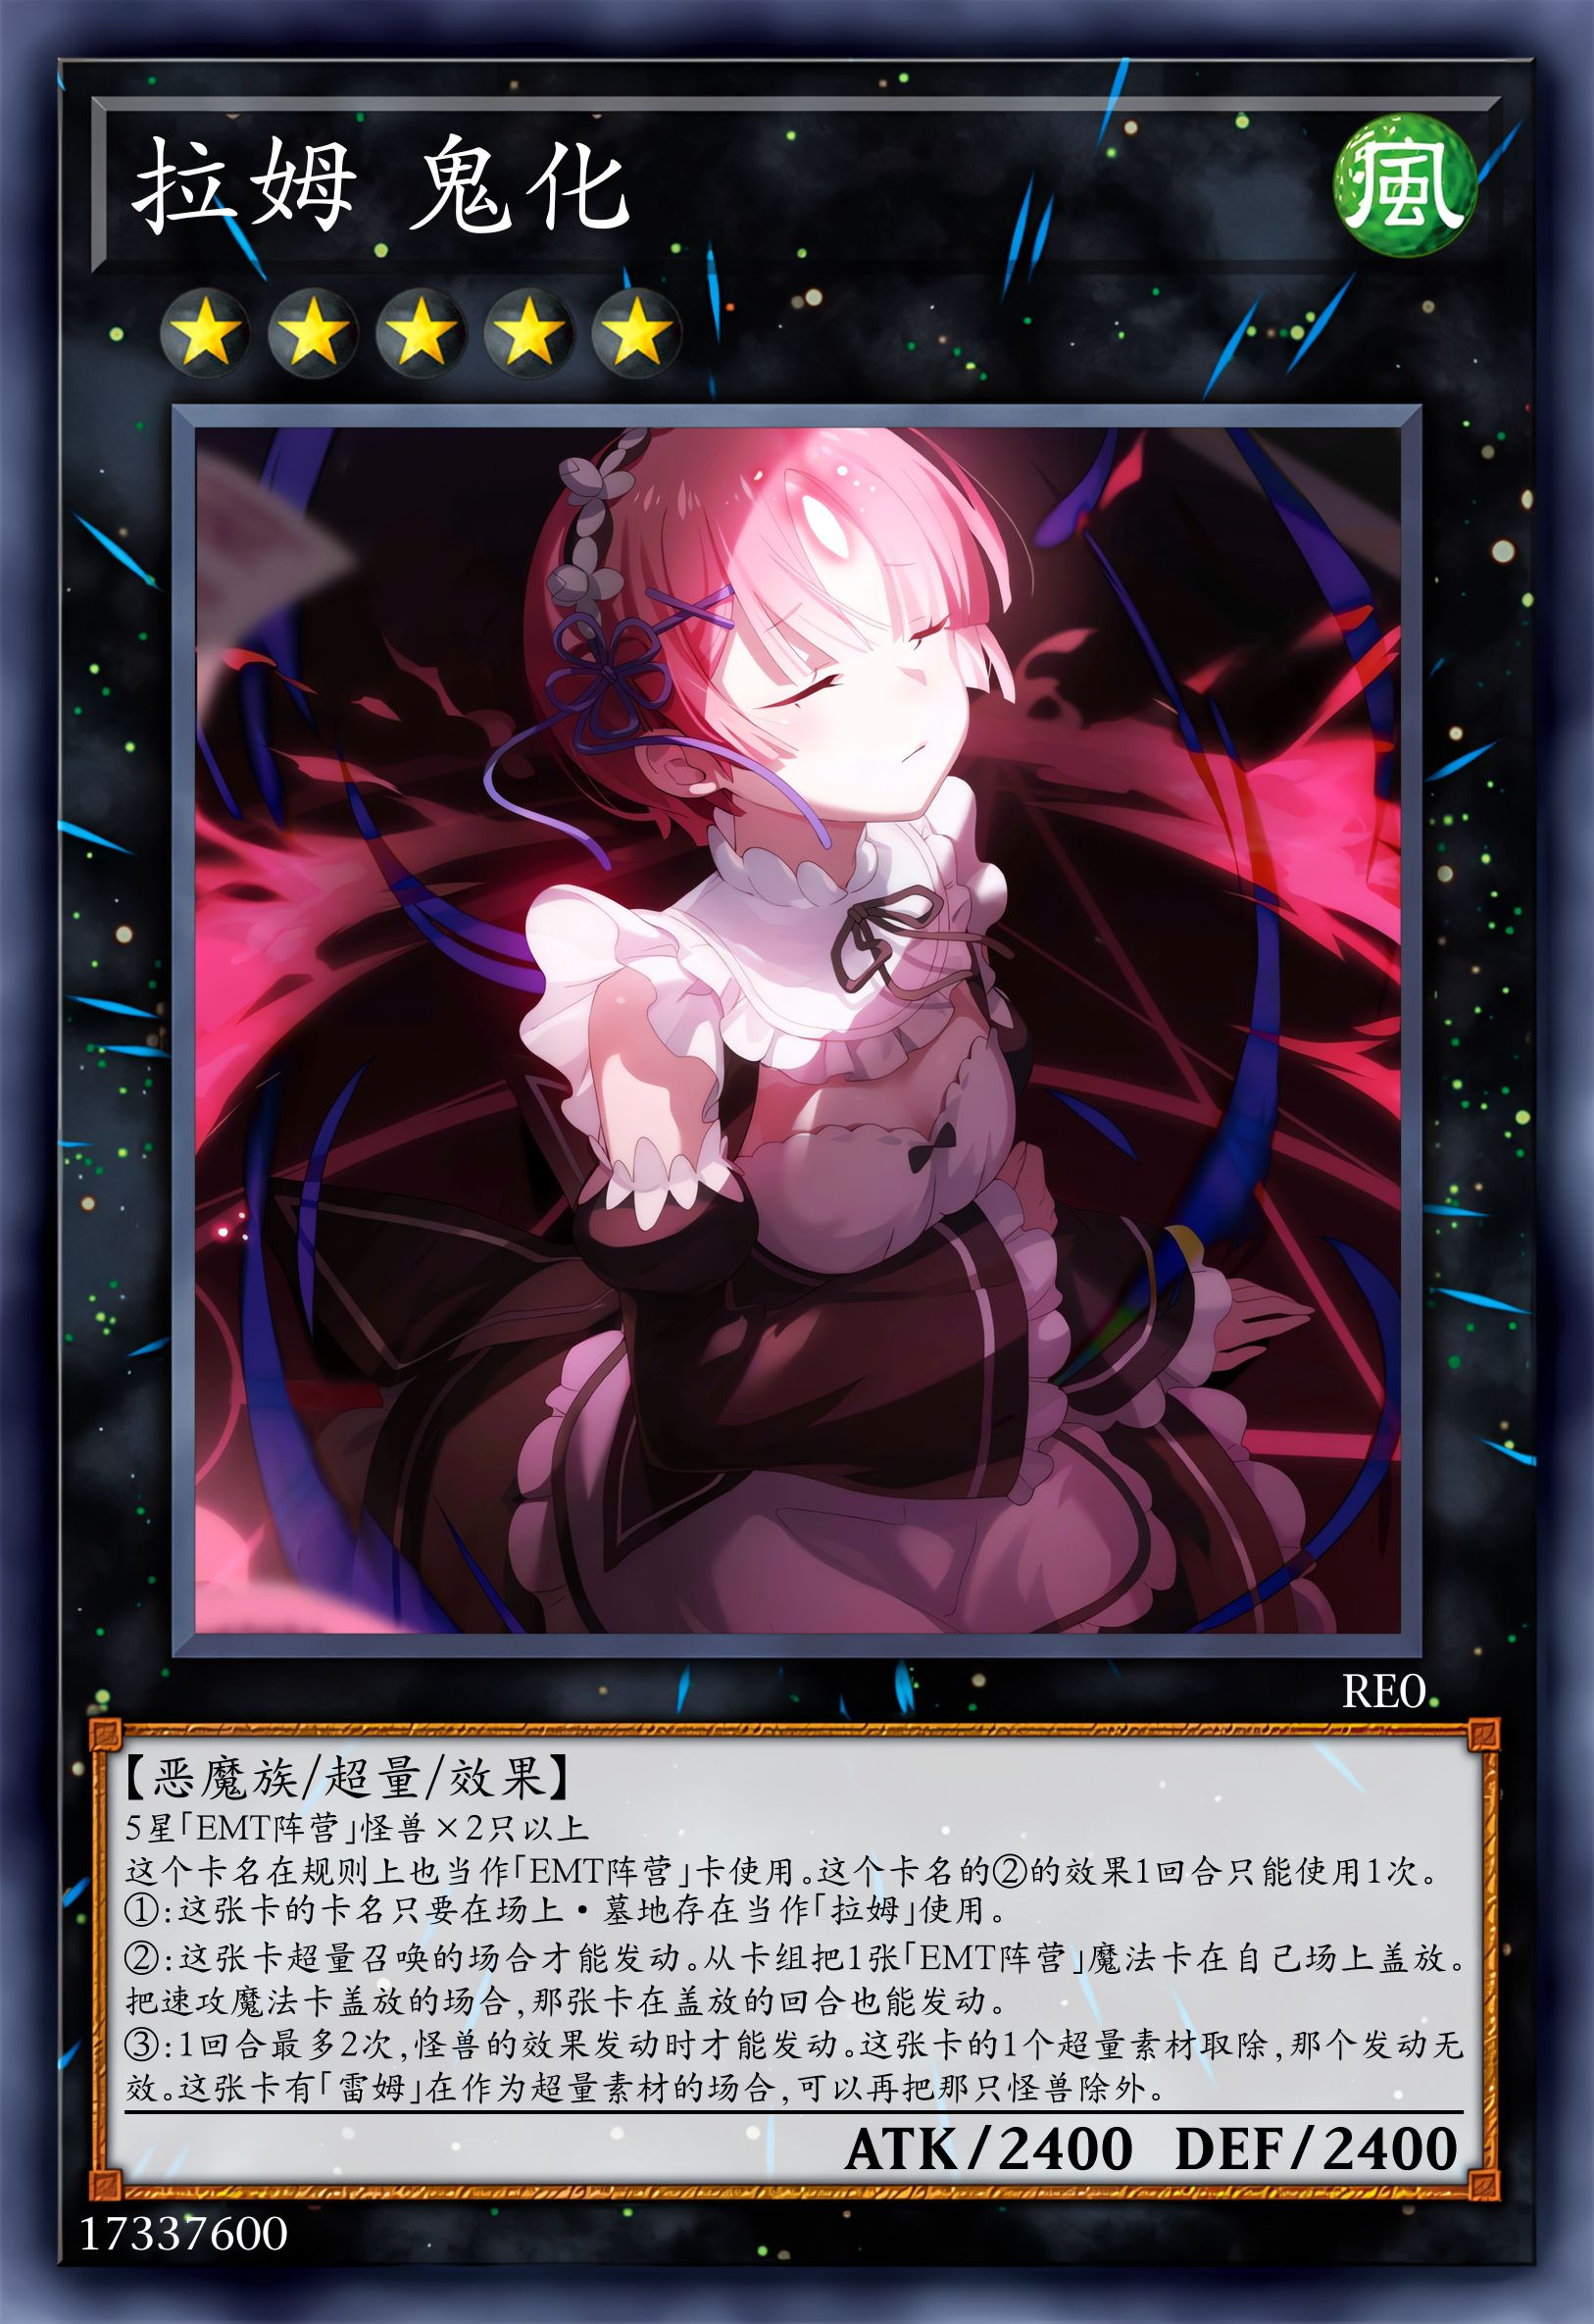 拉姆 鬼化
風
RE0
【恶魔族/超量/效果】
5星「EMT阵营」怪兽×2只以上
这个卡名在规则上也当作「EMT阵营」卡使用。这个卡名的②的效果1回合只能使用1次。
①:这张卡的卡名只要在场上・墓地存在当作「拉姆」使用。
②:这张卡超量召唤的场合才能发动。从卡组把1张「EMT阵营」魔法卡在自己场上盖放。
把速攻魔法卡盖放的场合,那张卡在盖放的回合也能发动。
③:1回合最多2次,怪兽的效果发动时才能发动。这张卡的1个超量素材取除,那个发动无
效。这张卡有「雷姆」在作为超量素材的场合,可以再把那只怪兽除外。
ATK/2400 DEF/2400
17337600